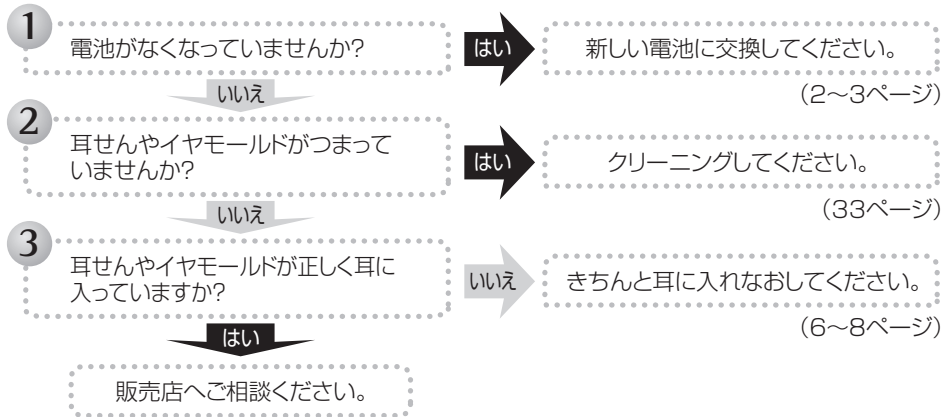 1
電池がなくなっていませんか?
はい
新しい電池に交換してください。
(2〜3ページ)
いいえ
2
耳せんやイヤモールドがつまって
いませんか?
はい
クリーニングしてください。
(33ページ)
いいえ
3
耳せんやイヤモールドが正しく耳に
入っていますか?
いいえ
きちんと耳に入れなおしてください。
(6〜8ページ)
はい
販売店へご相談ください。